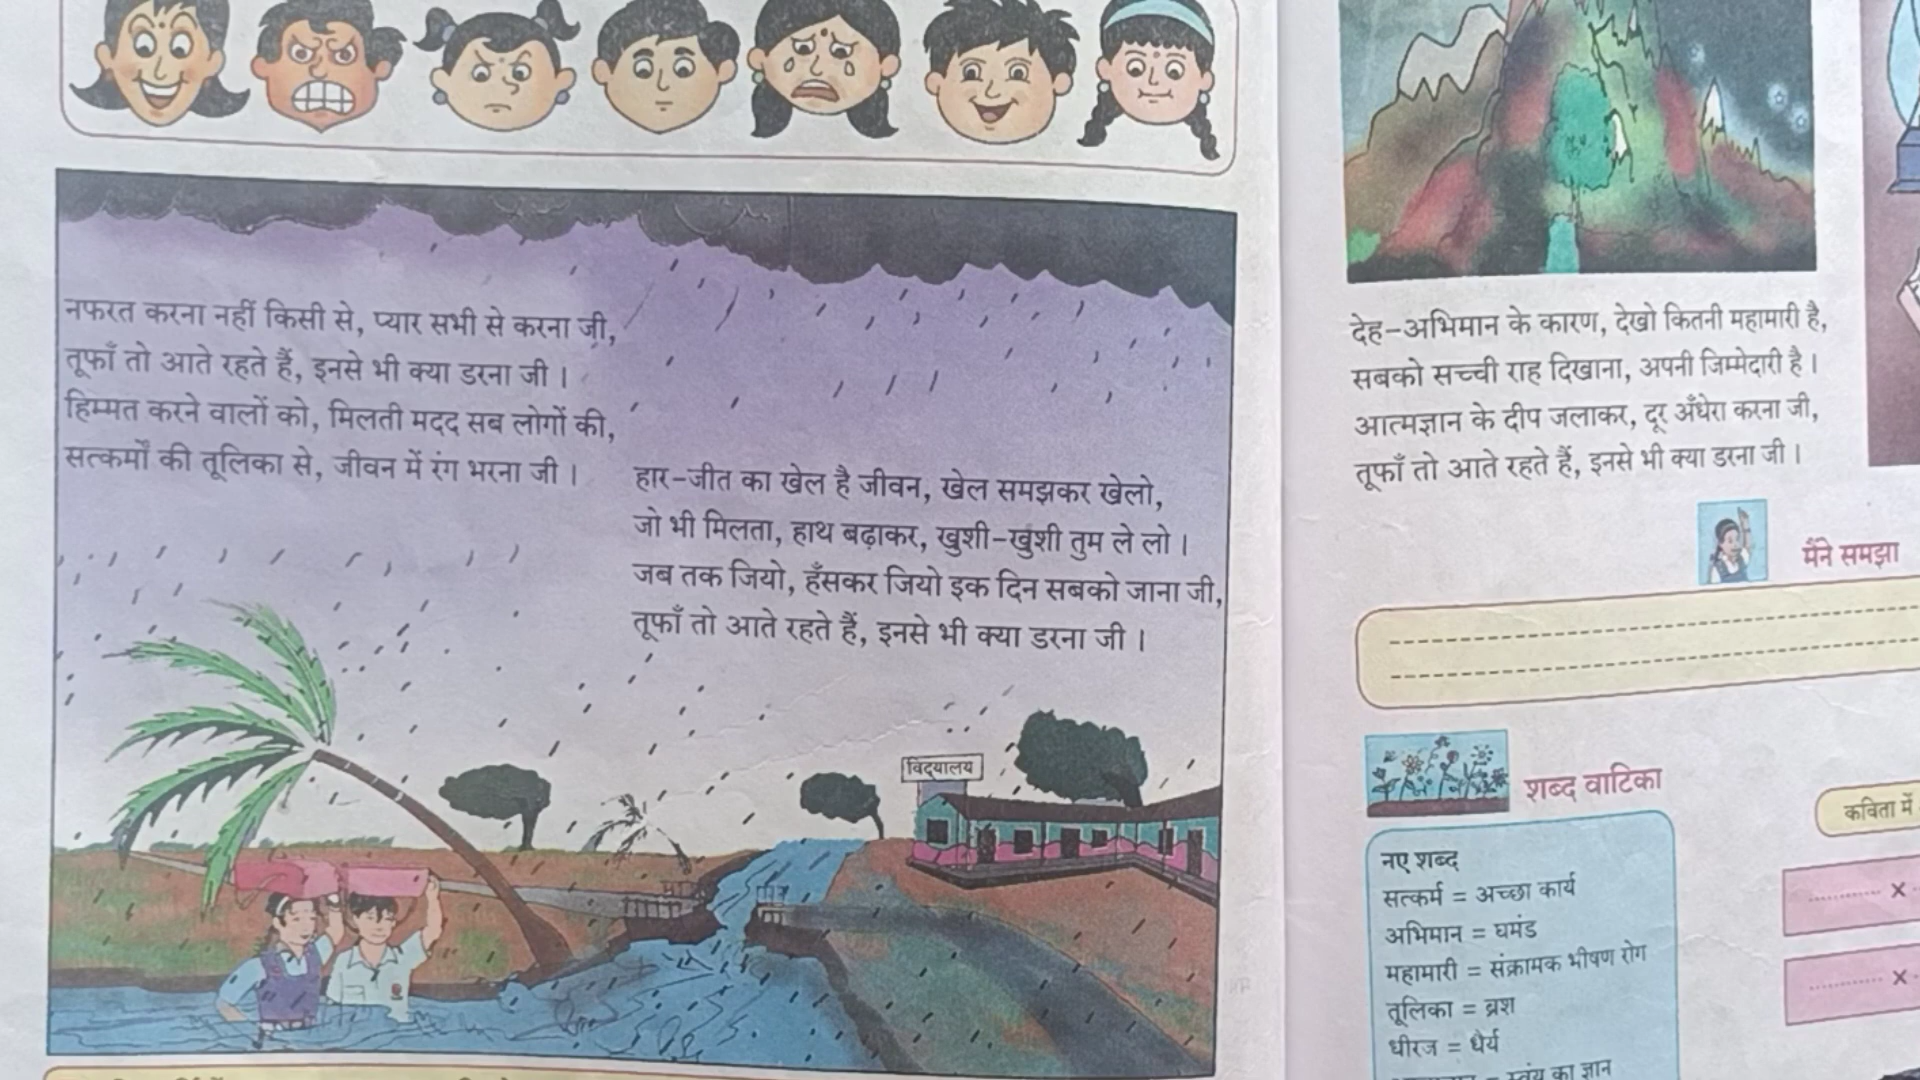 नफरत करना नहीं किसी से, प्यार सभी से करना जी,
तूफाँ तो आते रहते हैं, इनसे भी क्या डरना जी ।
हिम्मत करने वालों को, मिलती मदद सब लोगों की,
सत्कर्मों की तूलिका से, जीवन में रंग भरना जी ।
हार-जीत का खेल है जीवन, खेल समझकर खेलो,
जो भी मिलता, हाथ बढ़ाकर, खुशी-खुशी तुम ले लो ।
जब तक जियो, हँसकर जियो इक दिन सबको जाना जी,
तूफाँ तो आते रहते हैं, इनसे भी क्या डरना जी ।
विद्यालय
देह-अभिमान के कारण, देखो कितनी महामारी है,
सबको सच्ची राह दिखाना, अपनी जिम्मेदारी है ।
आत्मज्ञान के दीप जलाकर, दूर अँधेरा करना जी,
तूफाँ तो आते रहते हैं, इनसे भी क्या डरना जी ।
मैंने समझा
शब्द वाटिका
नए शब्द
सत्कर्म = अच्छा कार्य
अभिमान = घमंड
महामारी = संक्रामक भीषण रोग
तूलिका = ब्रश
धीरज = धैर्य
= स्वयं का ज्ञान
कविता में
............ ×
............ ×